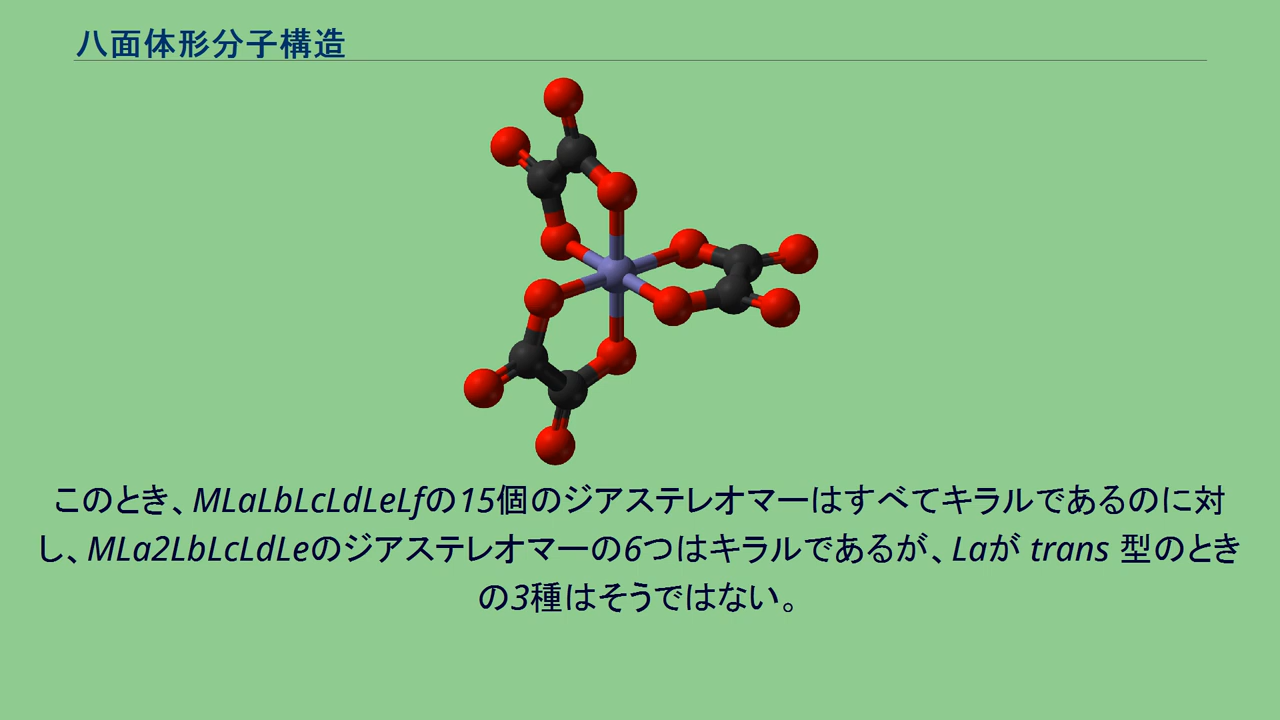 八面体形分子構造
このとき、MLaLbLcLdLeLfの15個のジアステレオマーはすべてキラルであるのに対
し、MLa2LbLcLdLeのジアステレオマーの6つはキラルであるが、Laが trans 型のとき
の3種はそうではない。